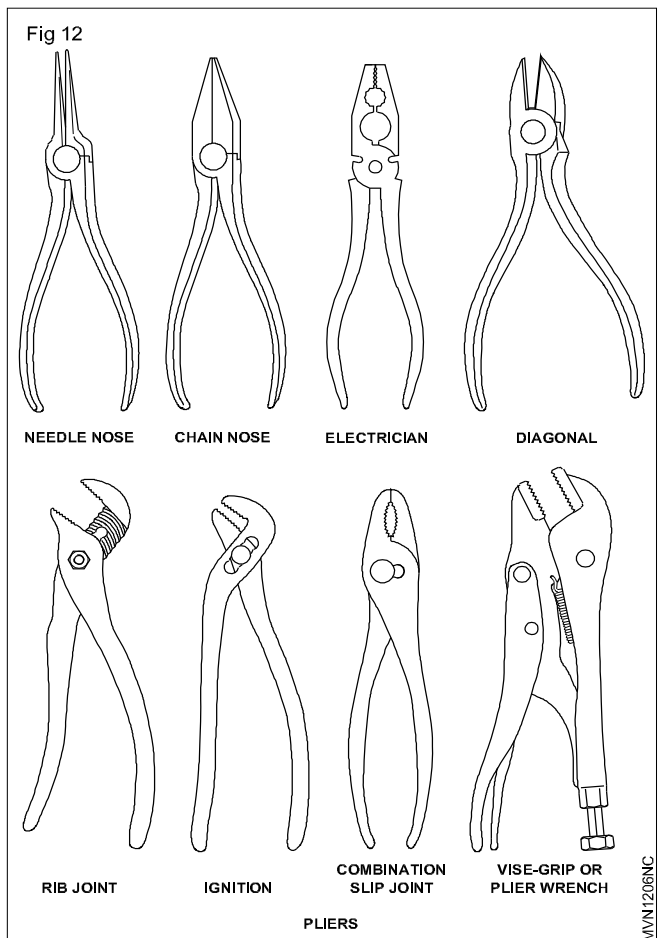 Fig 12
NEEDLE NOSE
CHAIN NOSE
ELECTRICIAN
DIAGONAL
RIB JOINT
IGNITION
COMBINATION
SLIP JOINT
VISE-GRIP OR
PLIER WRENCH
PLIERS
MVN1206NC